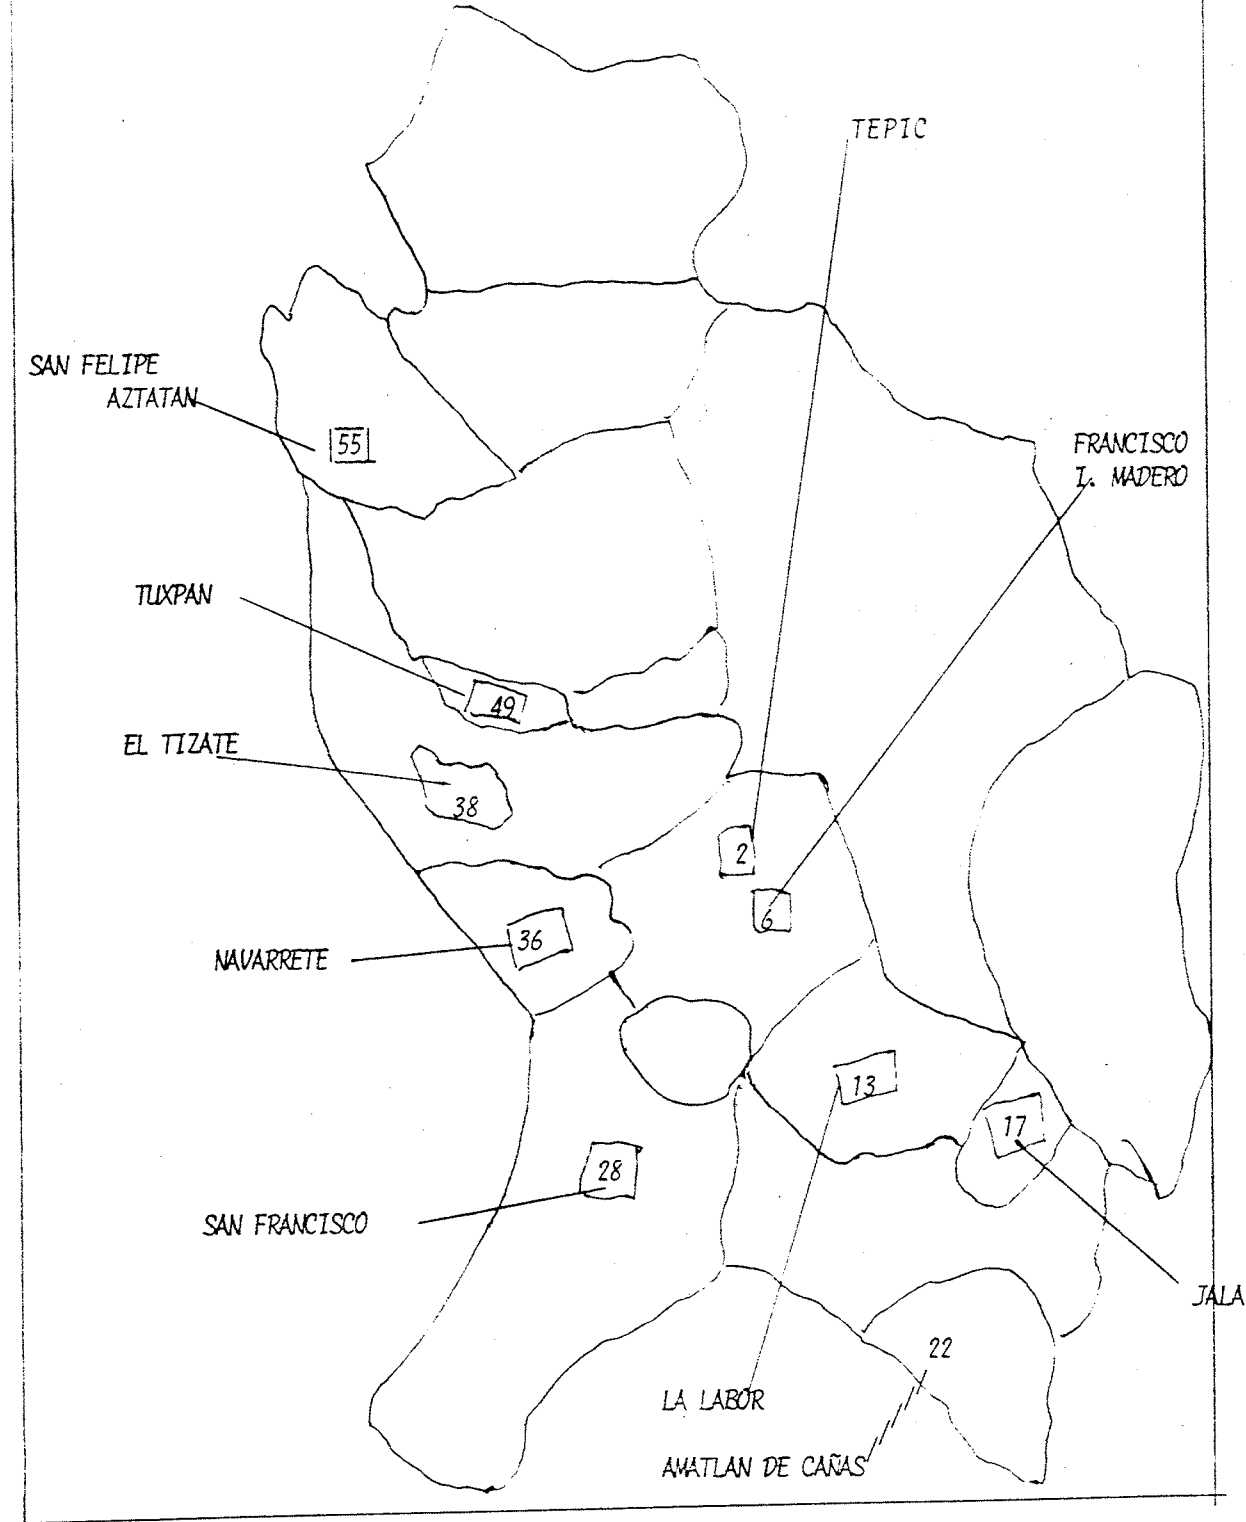 TEPIC
SAN FELIPE
AZTATAN
55
FRANCISCO
I. MADERO
TUXPAN
49
EL TIZATE
38
2
6
NAVARRETE
36
13
17
28
SAN FRANCISCO
JALA
22
LA LABOR
AMATLAN DE CAÑAS